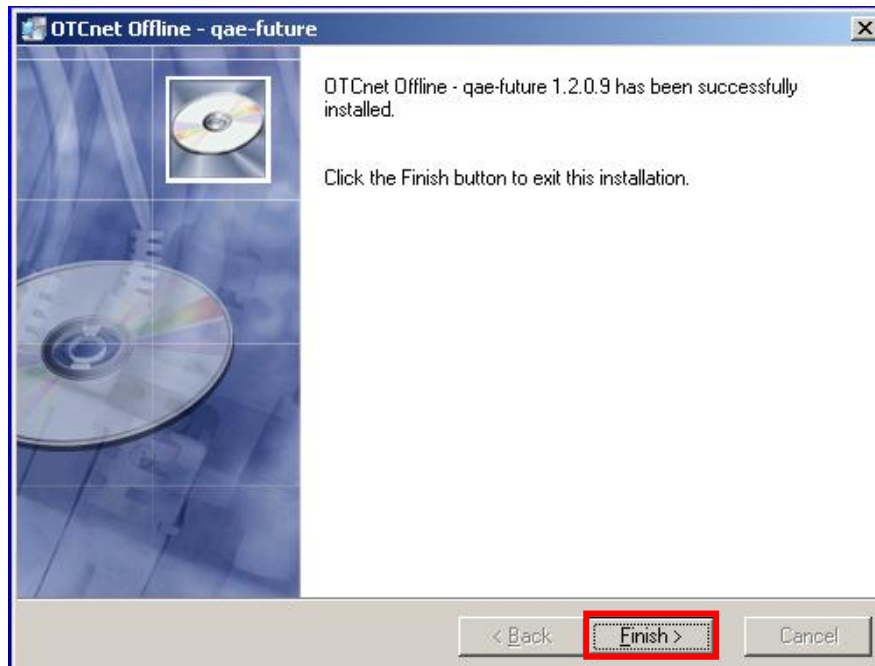 OTCnet Offline - qae-future
OTCnet Offline - qae-future 1.2.0.9 has been successfully
installed.
Click the Finish button to exit this installation.
< Back
Finish >
Cancel